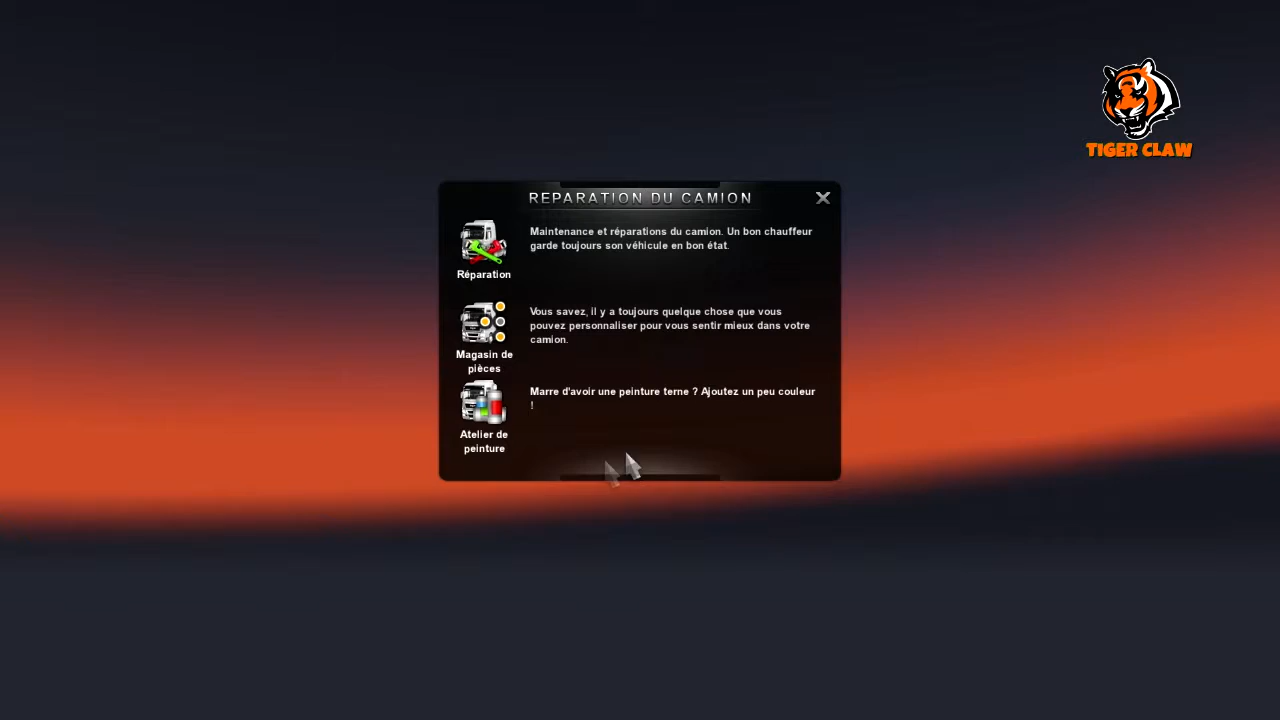 TIGER CLAW
REPARATION DU CAMION
Maintenance et réparations du camion. Un bon chauffeur
garde toujours son véhicule en bon état.
Réparation
Vous savez, il y a toujours quelque chose que vous
pouvez personnaliser pour vous sentir mieux dans votre
camion.
Magasin de
pièces
Marre d'avoir une peinture terne ? Ajoutez un peu couleur
!
Atelier de
peinture